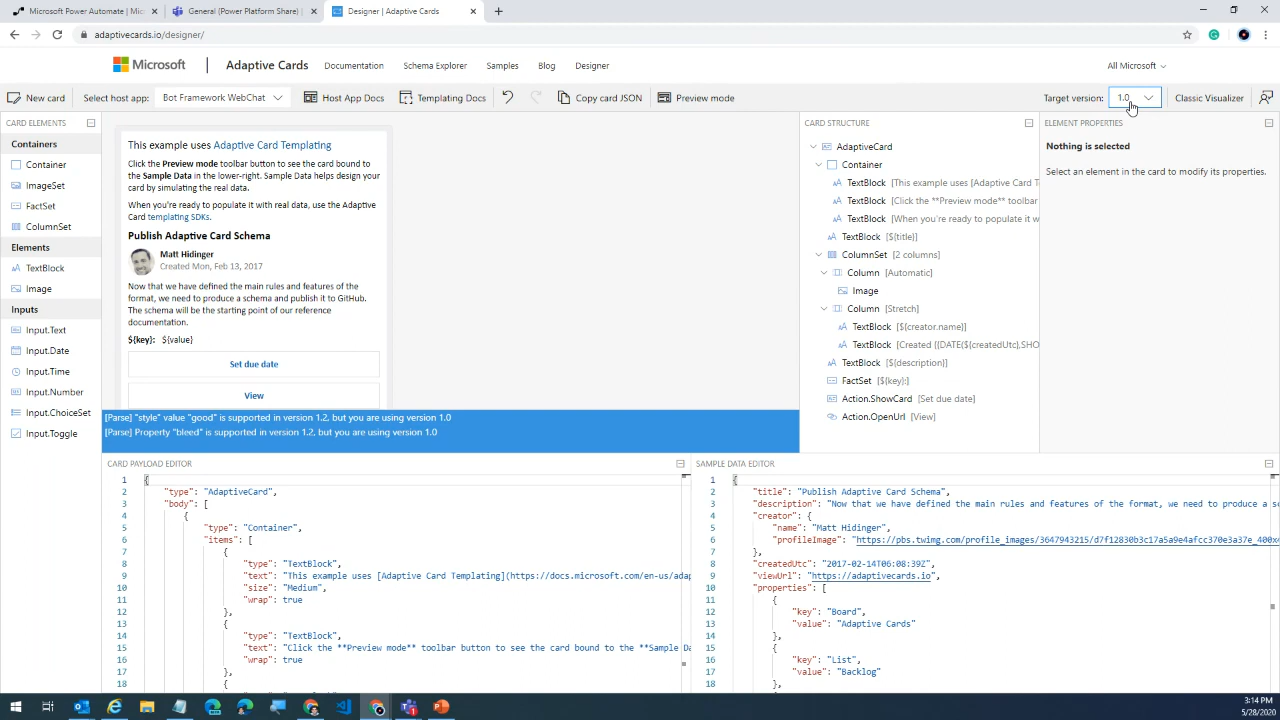 Microsoft Power Automate | Mic
General (Power Platform Share) |
Designer | Adaptive Cards
adaptivecards.io/designer/
Microsoft
Adaptive Cards
Documentation
Schema Explorer
Samples
Blog
Designer
All Microsoft
New card
Select host app:
Bot Framework WebChat
Host App Docs
Templating Docs
Copy card JSON
Preview mode
Target version:
1.0
Classic Visualizer
CARD ELEMENTS
Containers
Container
ImageSet
FactSet
ColumnSet
Elements
TextBlock
Image
Inputs
Input.Text
Input.Date
Input.Time
Input.Number
Input.ChoiceSet
Input.Toggle
This example uses Adaptive Card Templating
Click the Preview mode toolbar button to see the card bound to
the Sample Data in the lower-right. Sample Data helps design your
card by simulating the real data.
When you're ready to populate it with real data, use the Adaptive
Card templating SDKs.
Publish Adaptive Card Schema
Matt Hidinger
Created Mon, Feb 13, 2017
Now that we have defined the main rules and features of the
format, we need to produce a schema and publish it to GitHub.
The schema will be the starting point of our reference
documentation.
${key}: ${value}
Set due date
View
[Parse] "style" value "good" is supported in version 1.2, but you are using version 1.0
[Parse] Property "bleed" is supported in version 1.2, but you are using version 1.0
CARD STRUCTURE
AdaptiveCard
Container
TextBlock [This example uses [Adaptive Card T
TextBlock [Click the **Preview mode** toolbar
TextBlock [When you're ready to populate it w
TextBlock [${title}]
ColumnSet [2 columns]
Column [Automatic]
Image
Column [Stretch]
TextBlock [${creator.name}]
TextBlock [Created {{DATE(${createdUtc},SHO
TextBlock [${description}]
FactSet [${key}:]
Action.ShowCard [Set due date]
Action.OpenUrl [View]
ELEMENT PROPERTIES
Nothing is selected
Select an element in the card to modify its properties.
CARD PAYLOAD EDITOR
1 {
2 "type": "AdaptiveCard",
3 "body": [
4 {
5 "type": "Container",
6 "items": [
7 {
8 "type": "TextBlock",
9 "text": "This example uses [Adaptive Card Templating](https://docs.microsoft.com/en-us/adap
10 "size": "Medium",
11 "wrap": true
12 },
13 {
14 "type": "TextBlock",
15 "text": "Click the **Preview mode** toolbar button to see the card bound to the **Sample Da
16 "wrap": true
17 },
18 {
SAMPLE DATA EDITOR
1 {
2 "title": "Publish Adaptive Card Schema",
3 "description": "Now that we have defined the main rules and features of the format, we need to produce a sc
4 "creator": {
5 "name": "Matt Hidinger",
6 "profileImage": "https://pbs.twimg.com/profile_images/3647943215/d7f12830b3c17a5a9e4afcc370e3a37e_400x4
7 },
8 "createdUtc": "2017-02-14T06:08:39Z",
9 "viewUrl": "https://adaptivecards.io",
10 "properties": [
11 {
12 "key": "Board",
13 "value": "Adaptive Cards"
14 },
15 {
16 "key": "List",
17 "value": "Backlog"
18 },
3:14 PM
5/28/2020